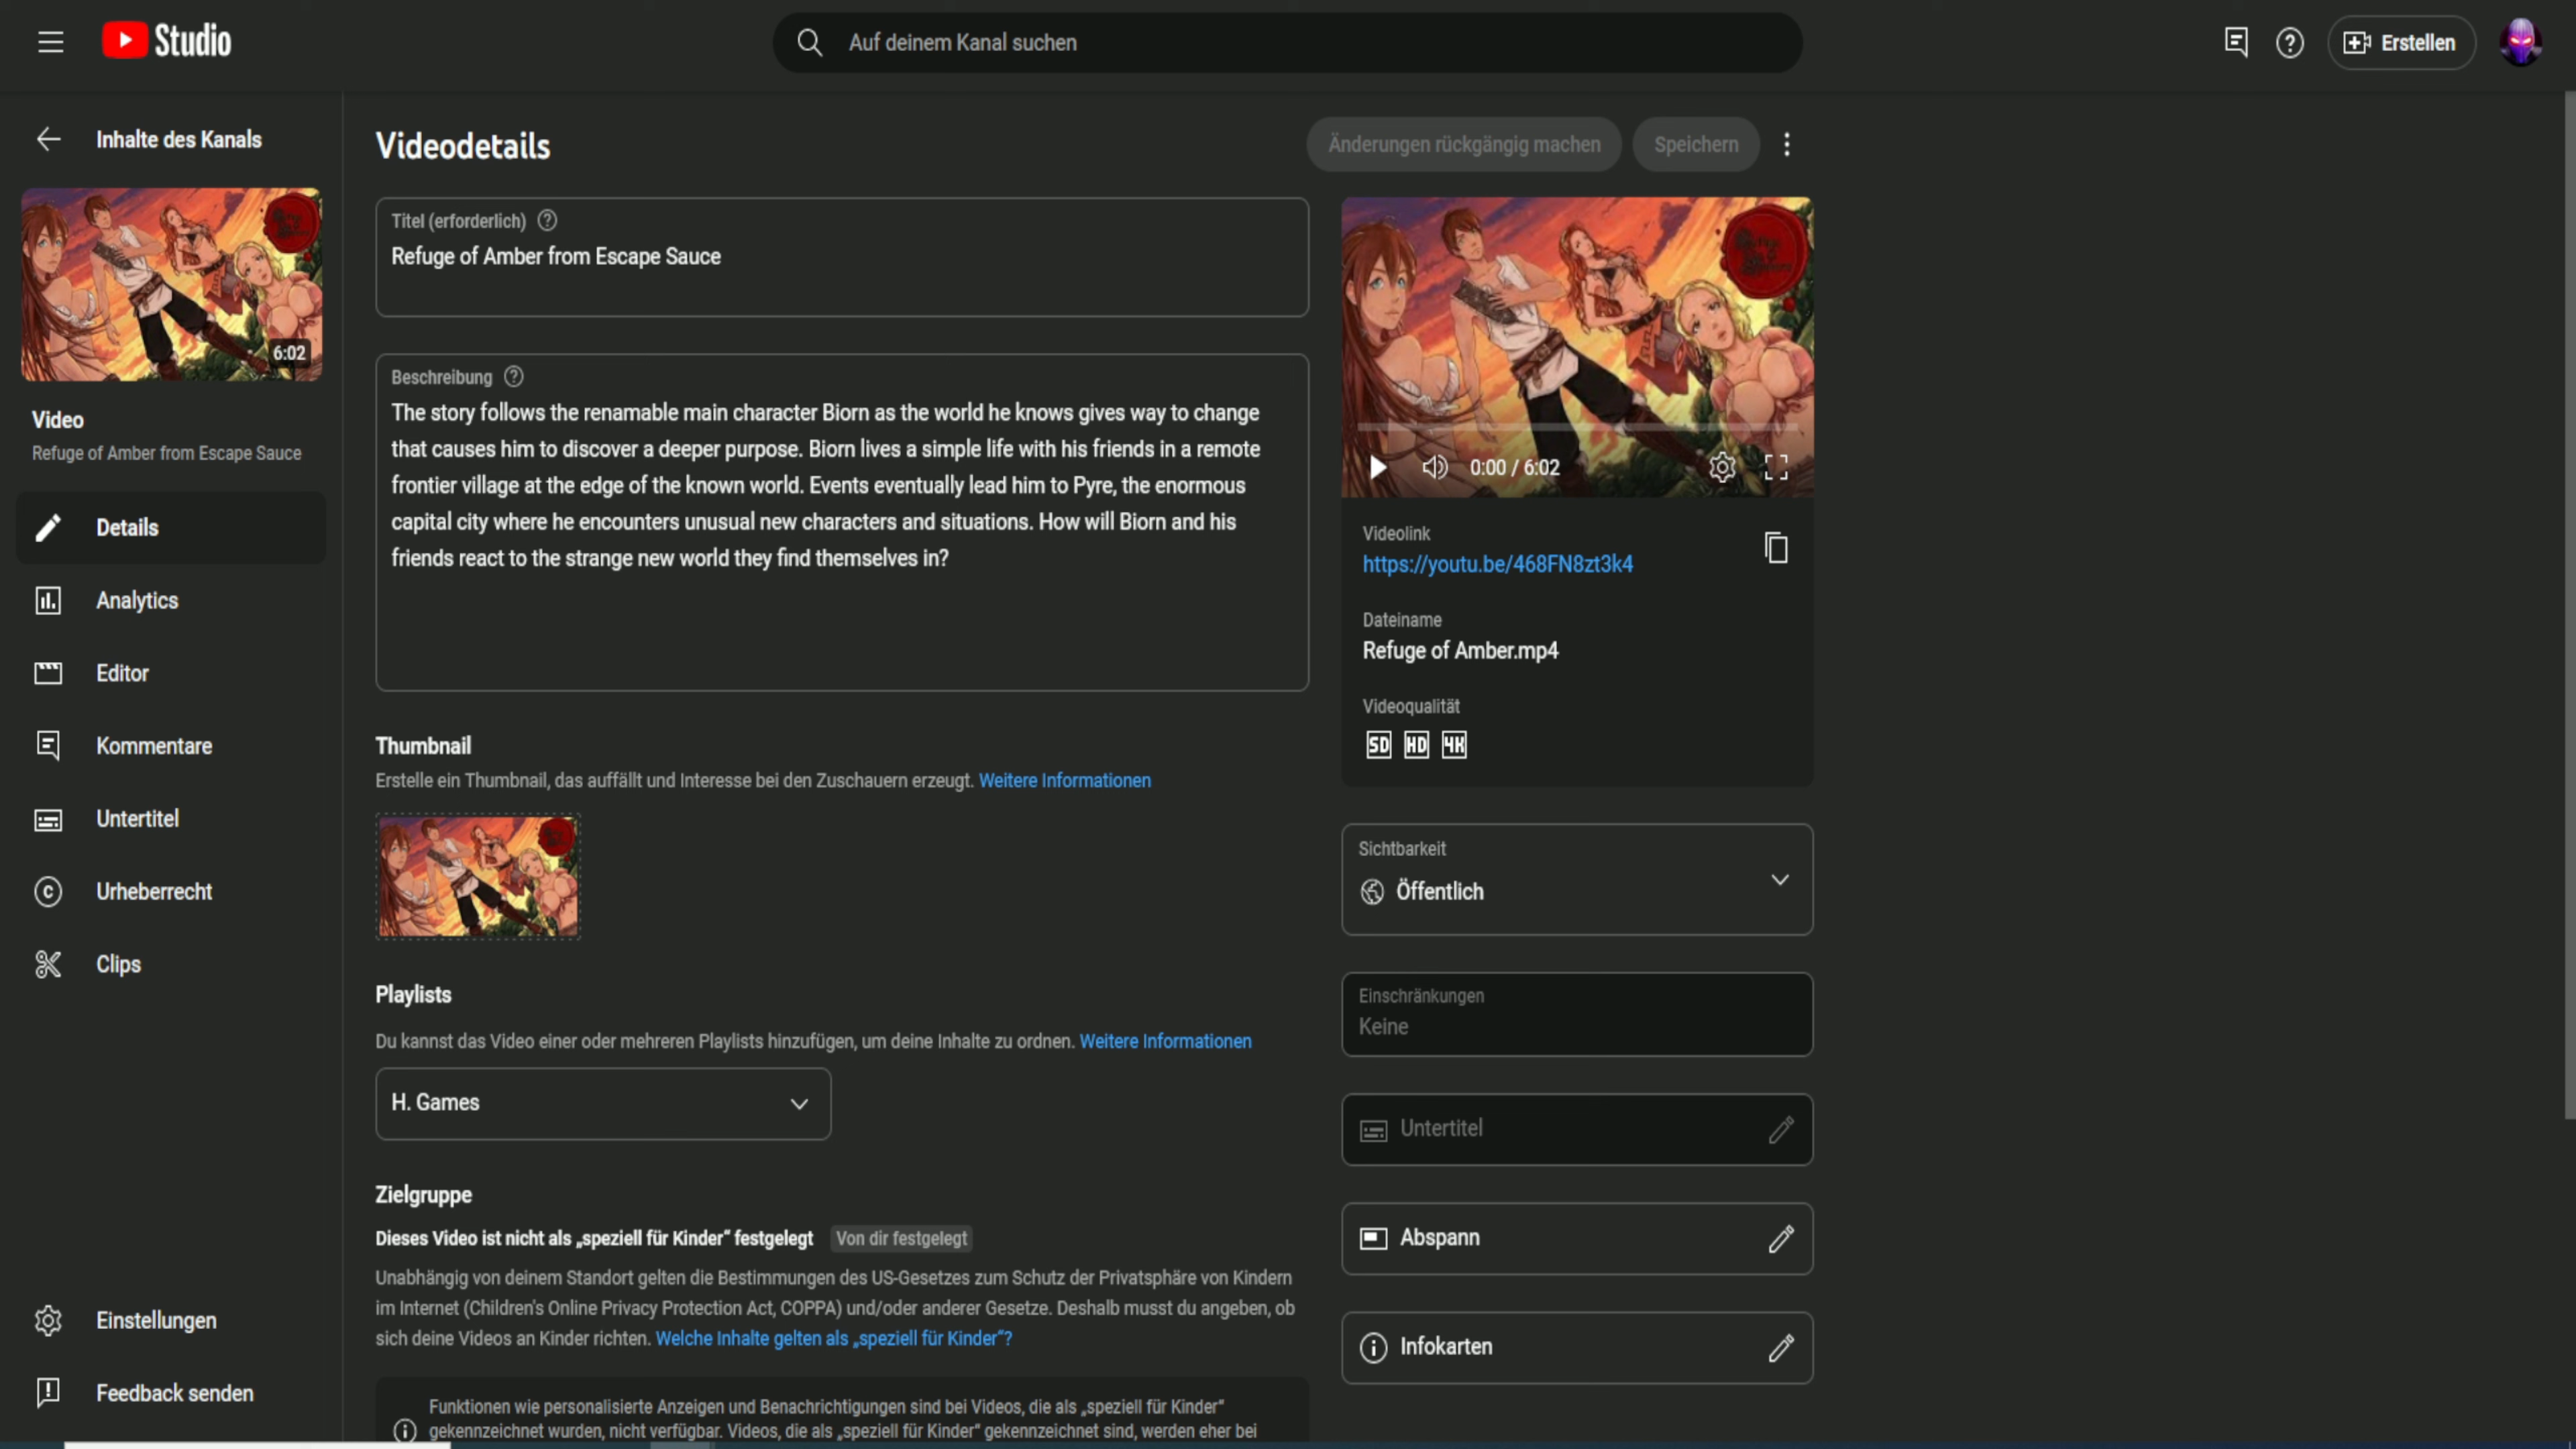 Studio
Auf deinem Kanal suchen
Erstellen
Inhalte des Kanals
6:02
Video
Refuge of Amber from Escape Sauce
Details
Analytics
Editor
Kommentare
Untertitel
Urheberrecht
Clips
Einstellungen
Feedback senden
Videodetails
Änderungen rückgängig machen
Speichern
Titel (erforderlich)
Refuge of Amber from Escape Sauce
Beschreibung
The story follows the renamable main character Biorn as the world he knows gives way to change
that causes him to discover a deeper purpose. Biorn lives a simple life with his friends in a remote
frontier village at the edge of the known world. Events eventually lead him to Pyre, the enormous
capital city where he encounters unusual new characters and situations. How will Biorn and his
friends react to the strange new world they find themselves in?
Thumbnail
Erstelle ein Thumbnail, das auffällt und Interesse bei den Zuschauern erzeugt. Weitere Informationen
Playlists
Du kannst das Video einer oder mehreren Playlists hinzufügen, um deine Inhalte zu ordnen. Weitere Informationen
H. Games
Zielgruppe
Dieses Video ist nicht als „speziell für Kinder“ festgelegt Von dir festgelegt
Unabhängig von deinem Standort gelten die Bestimmungen des US-Gesetzes zum Schutz der Privatsphäre von Kindern
im Internet (Children's Online Privacy Protection Act, COPPA) und/oder anderer Gesetze. Deshalb musst du angeben, ob
sich deine Videos an Kinder richten. Welche Inhalte gelten als „speziell für Kinder“?
Funktionen wie personalisierte Anzeigen und Benachrichtigungen sind bei Videos, die als „speziell für Kinder“
gekennzeichnet wurden, nicht verfügbar. Videos, die als „speziell für Kinder“ gekennzeichnet sind, werden eher bei
0:00 / 6:02
Videolink
https://youtu.be/468FN8zt3k4
Dateiname
Refuge of Amber.mp4
Videoqualität
SD HD 4K
Sichtbarkeit
Öffentlich
Einschränkungen
Keine
Untertitel
Abspann
Infokarten